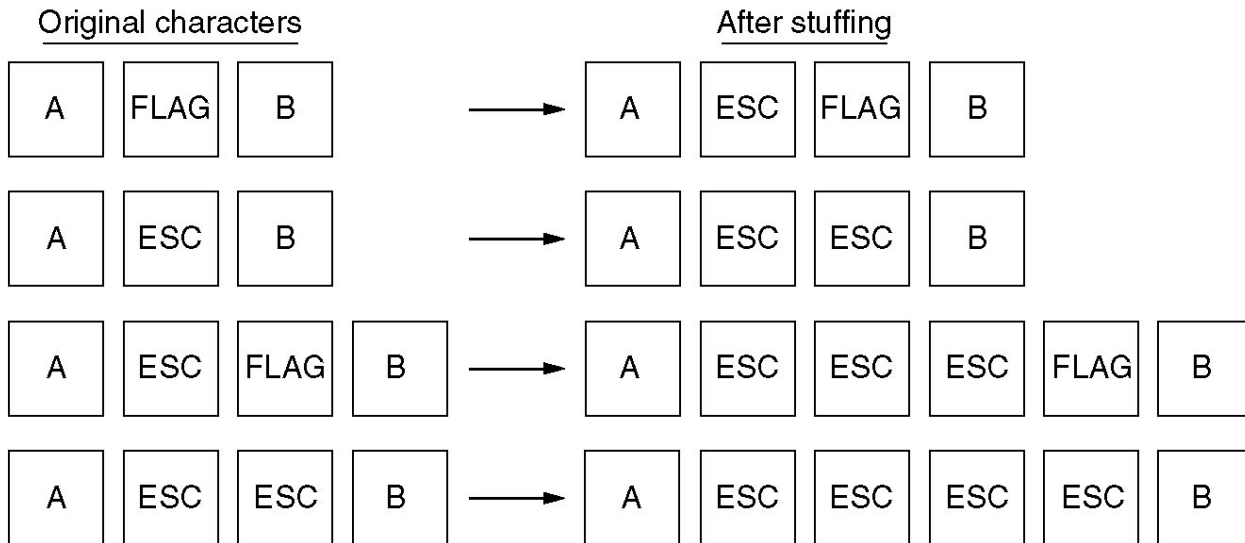 Original characters After stuffing
A FLAG B A ESC FLAG B
A ESC B A ESC ESC B
A ESC FLAG B A ESC ESC ESC FLAG B
A ESC ESC B A ESC ESC ESC ESC B